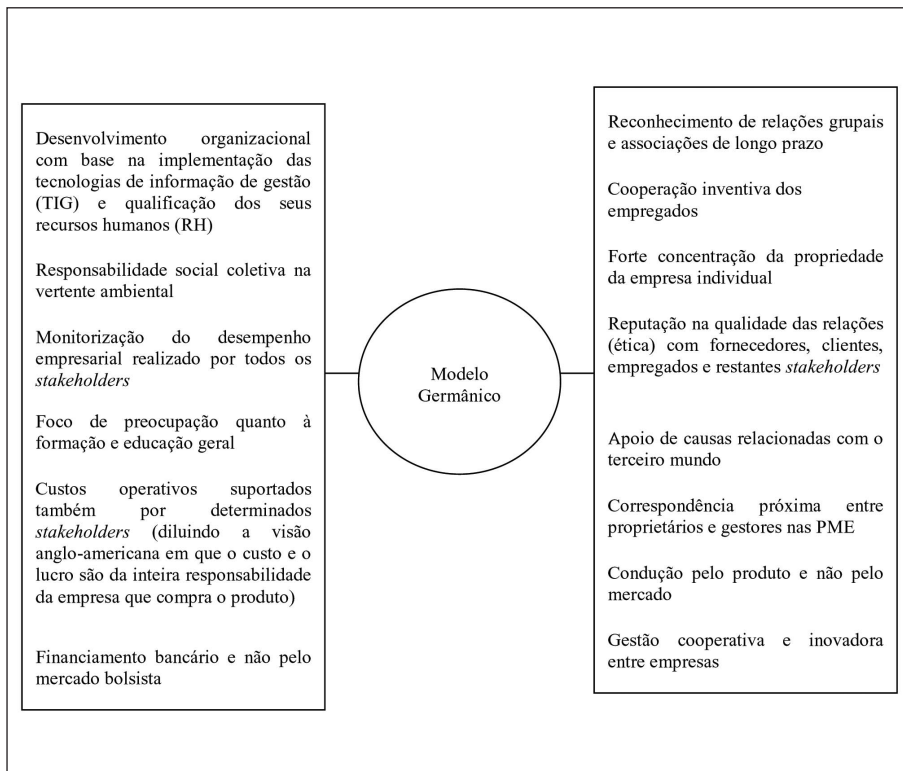 Desenvolvimento organizacional
com base na implementação das
tecnologias de informação de gestão
(TIG) e qualificação dos seus
recursos humanos (RH)
Responsabilidade social coletiva na
vertente ambiental
Monitorização do desempenho
empresarial realizado por todos os
stakeholders
Foco de preocupação quanto à
formação e educação geral
Custos operativos suportados
também por determinados
stakeholders (diluindo a visão
anglo-americana em que o custo e o
lucro são da inteira responsabilidade
da empresa que compra o produto)
Financiamento bancário e não pelo
mercado bolsista
Modelo
Germânico
Reconhecimento de relações grupais
e associações de longo prazo
Cooperação inventiva dos
empregados
Forte concentração da propriedade
da empresa individual
Reputação na qualidade das relações
(ética) com fornecedores, clientes,
empregados e restantes stakeholders
Apoio de causas relacionadas com o
terceiro mundo
Correspondência próxima entre
proprietários e gestores nas PME
Condução pelo produto e não pelo
mercado
Gestão cooperativa e inovadora
entre empresas